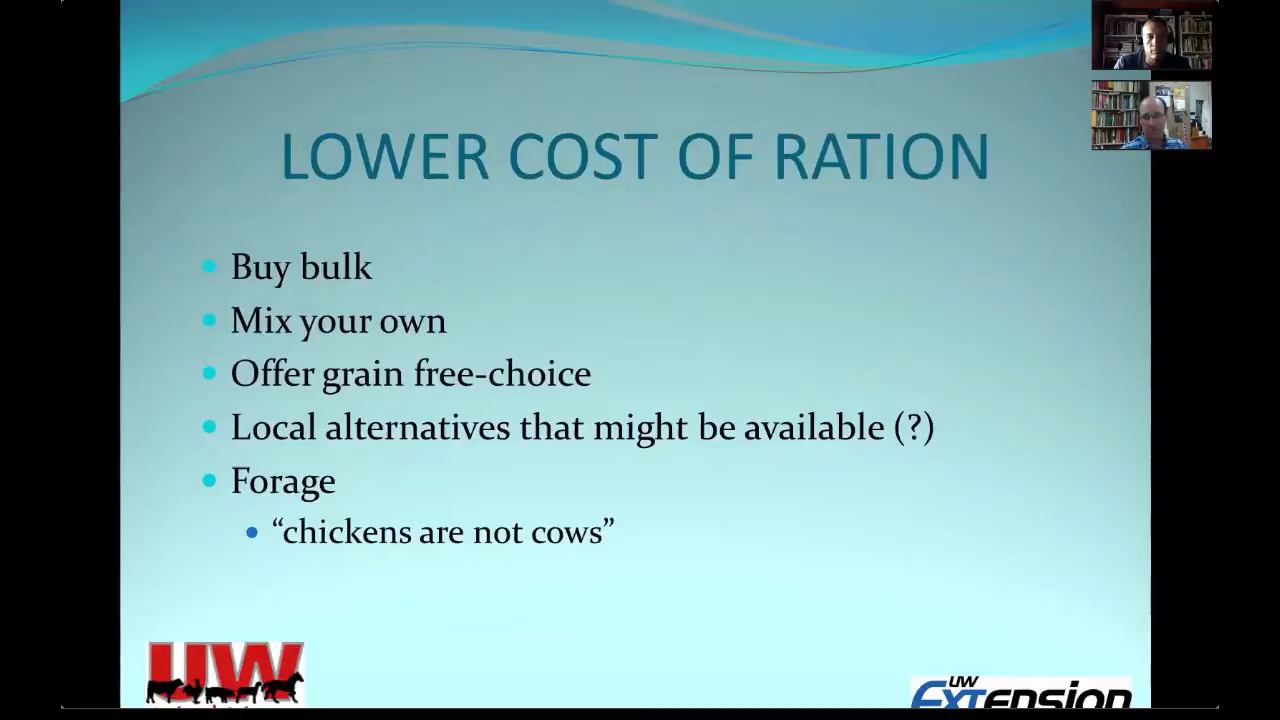 LOWER COST OF RATION
Buy bulk
Mix your own
Offer grain free-choice
Local alternatives that might be available (?)
Forage
“chickens are not cows”
UW
UW
EXTension